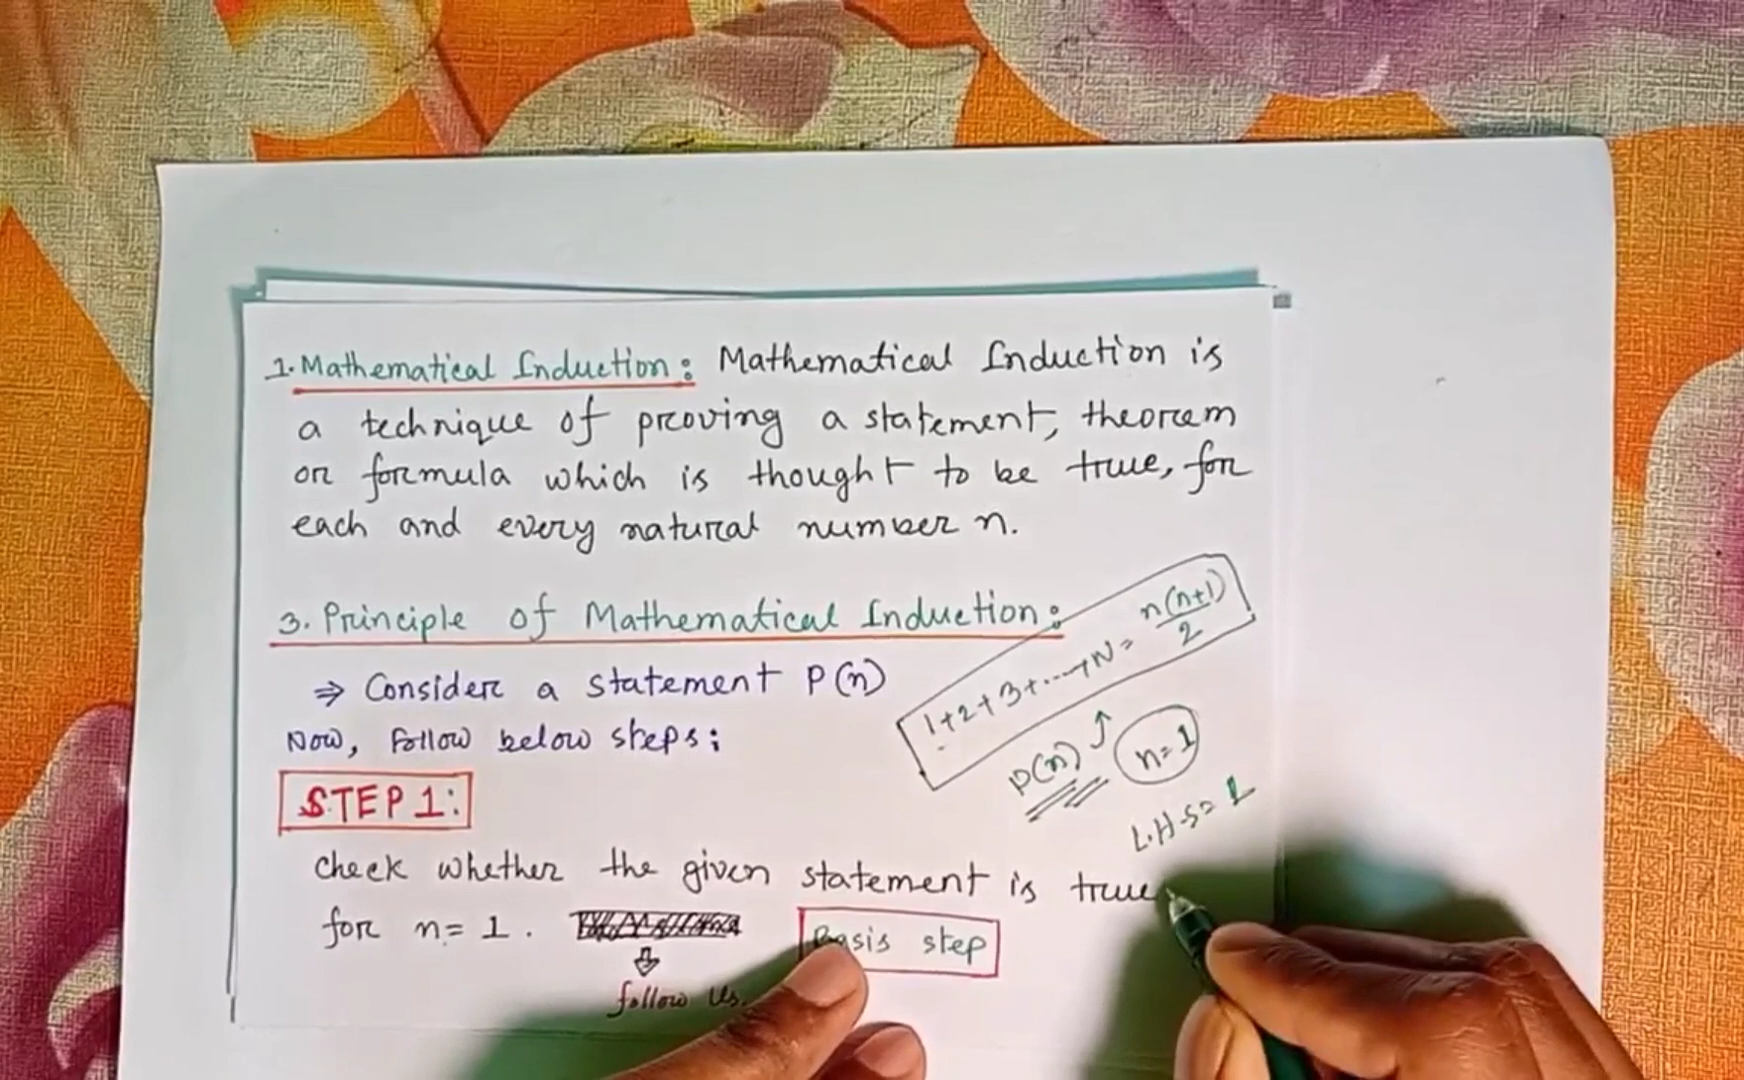 1. Mathematical Induction: Mathematical Induction is
a technique of proving a statement, theorem
or formula which is thought to be true, for
each and every natural number n.
3. Principle of Mathematical Induction:
⇒ Consider a statement P(n)
Now, follow below steps:
1+2+3+....+N = n(n+1)/2
P(n) ↑ n=1
L.H.S = 1
STEP 1:
check whether the given statement is true
for n = 1. Basis step
⇓
follow us.